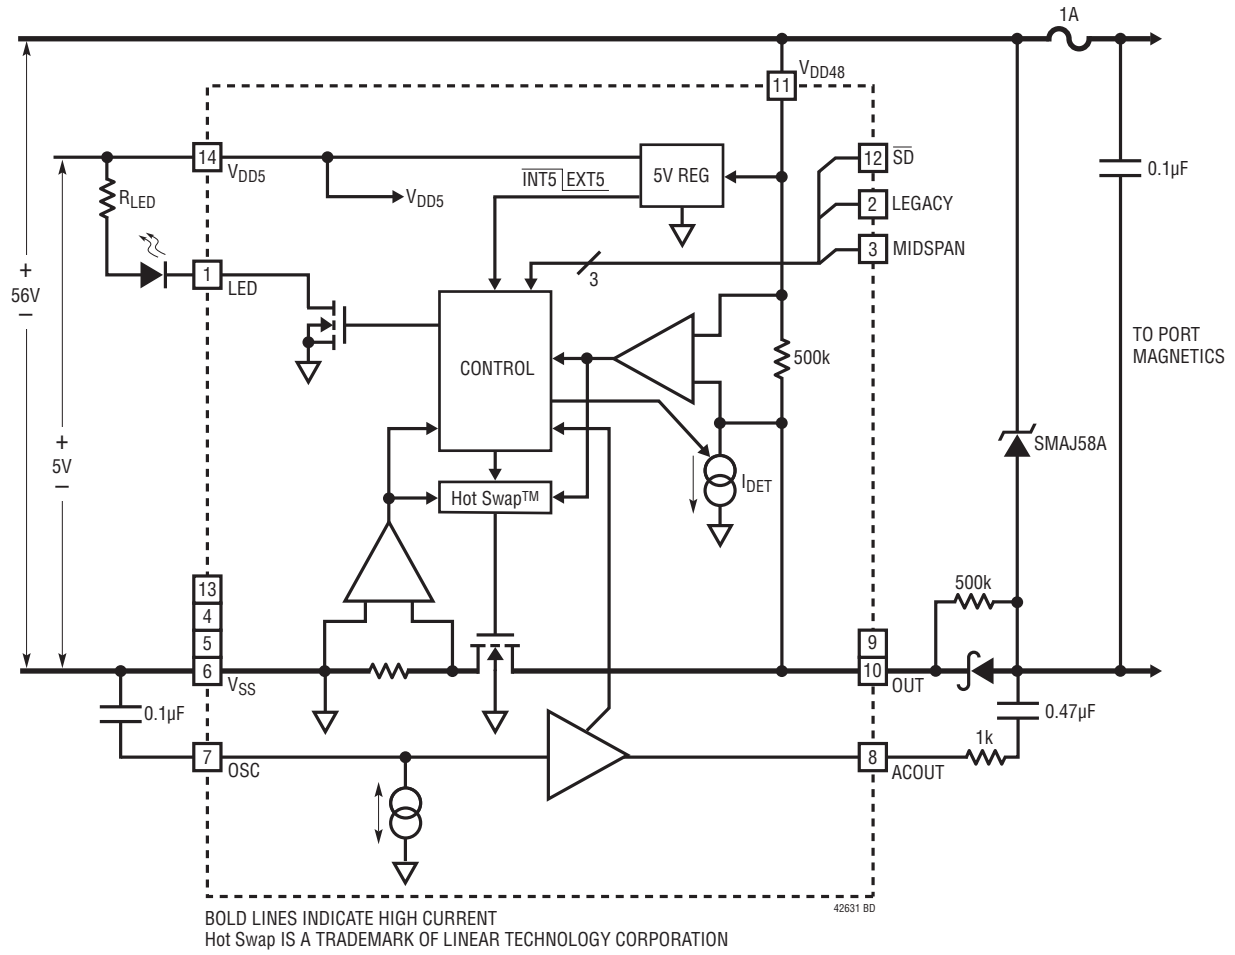 1A
VDD48
11
14
VDD5
5V REG
12
SD
INT5 EXT5
VDD5
RLED
2
LEGACY
0.1µF
3
MIDSPAN
+
56V
–
1
LED
3
TO PORT
MAGNETICS
CONTROL
500k
+
5V
–
SMAJ58A
Hot Swap™
IDET
13
4
5
6
VSS
500k
9
10
OUT
0.1µF
0.47µF
1k
7
OSC
8
ACOUT
42631 BD
BOLD LINES INDICATE HIGH CURRENT
Hot Swap IS A TRADEMARK OF LINEAR TECHNOLOGY CORPORATION